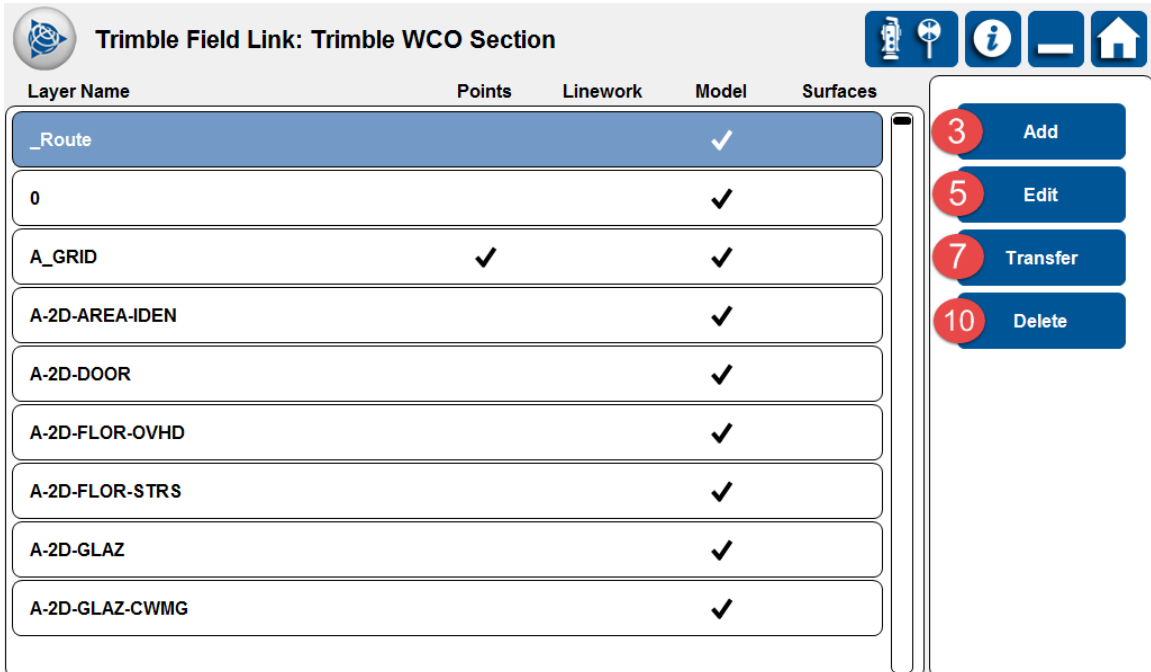 Trimble Field Link: Trimble WCO Section
i
Layer Name Points Linework Model Surfaces
_Route
0
A_GRID
A-2D-AREA-IDEN
A-2D-DOOR
A-2D-FLOR-OVHD
A-2D-FLOR-STRS
A-2D-GLAZ
A-2D-GLAZ-CWMG
3 Add
5 Edit
7 Transfer
10 Delete